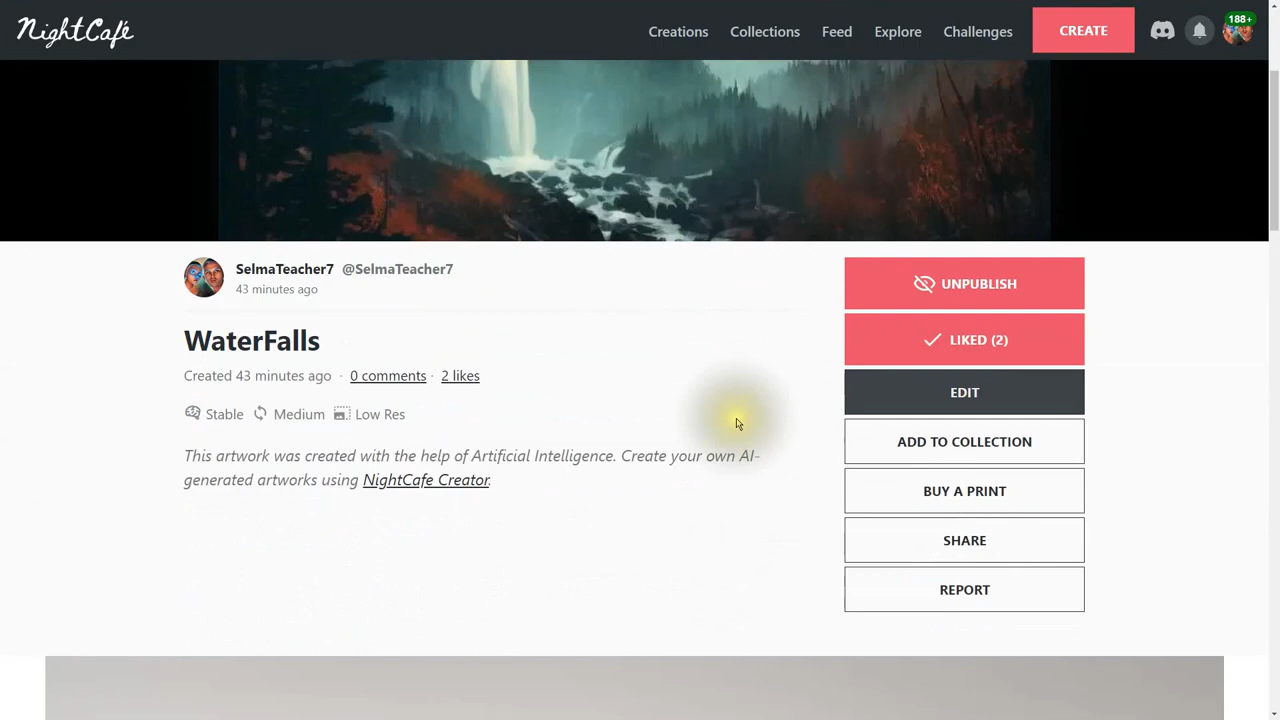 NightCafé
Creations
Collections
Feed
Explore
Challenges
CREATE
188+
SelmaTeacher7 @SelmaTeacher7
43 minutes ago
WaterFalls
Created 43 minutes ago · 0 comments · 2 likes
Stable Medium Low Res
This artwork was created with the help of Artificial Intelligence. Create your own AI-
generated artworks using NightCafe Creator.
UNPUBLISH
LIKED (2)
EDIT
ADD TO COLLECTION
BUY A PRINT
SHARE
REPORT